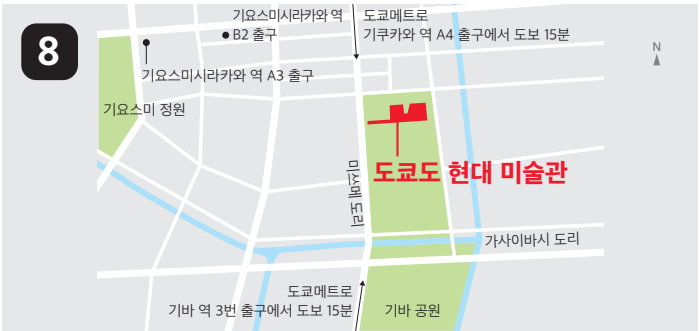 8
기요스미시라카와 역
B2 출구
도쿄메트로
기쿠카와 역 A4 출구에서 도보 15분
N
기요스미시라카와 역 A3 출구
기요스미 정원
도쿄도 현대 미술관
미쓰메 도리
가사이바시 도리
도쿄메트로
기바 역 3번 출구에서 도보 15분
기바 공원